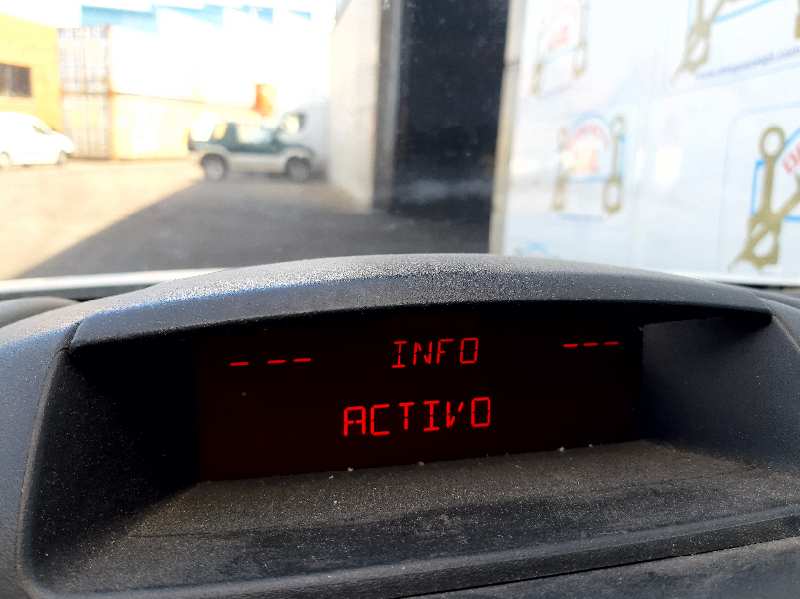 - -- INFO ---
ACTIVO